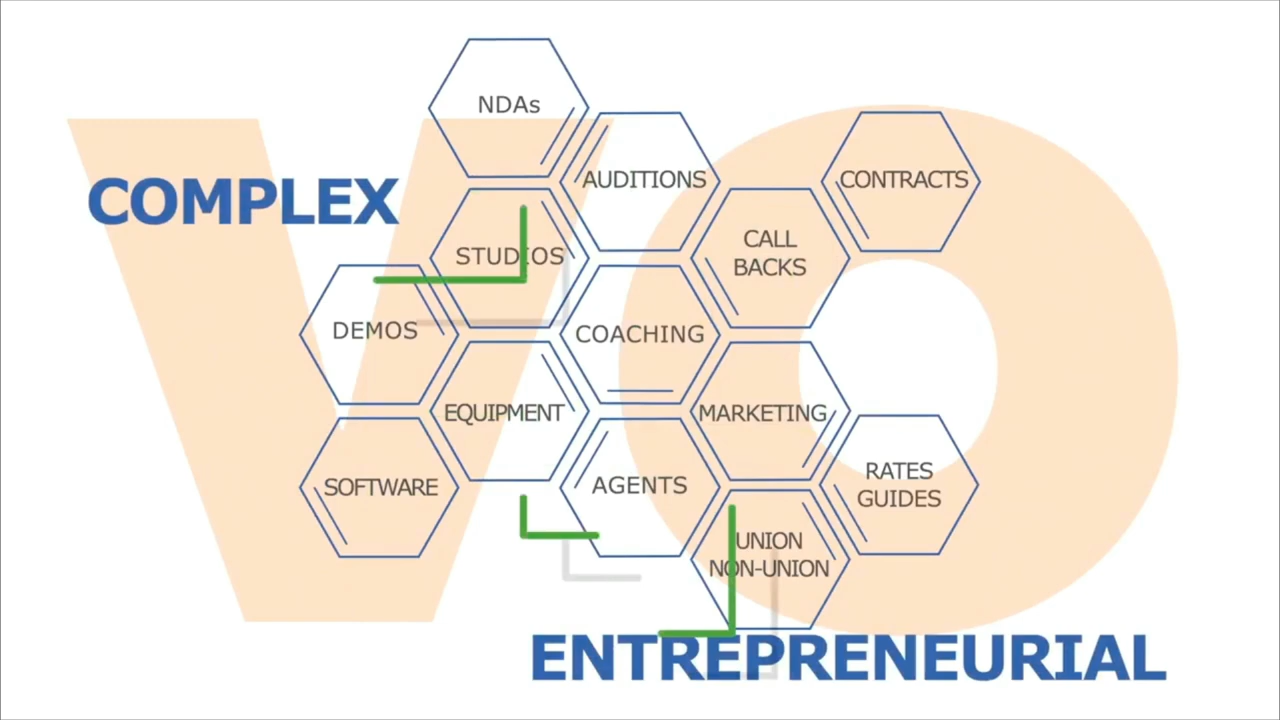 VO
NDAs
AUDITIONS
CONTRACTS
COMPLEX
CALL
BACKS
STUDIOS
DEMOS
COACHING
EQUIPMENT
MARKETING
SOFTWARE
AGENTS
RATES
GUIDES
UNION
NON-UNION
ENTREPRENEURIAL